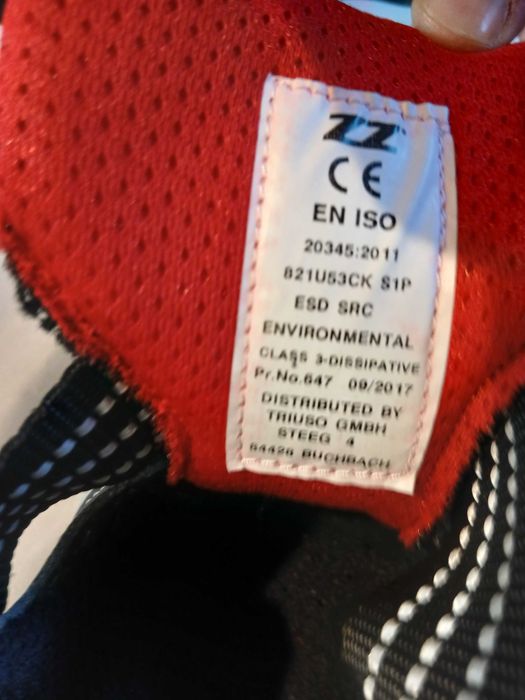 ZZ
CE
EN ISO
20345:2011
821U53CK S1P
ESD SRC
ENVIRONMENTAL
CLASS 3-DISSIPATIVE
Pr.No.647 09/2017
DISTRIBUTED BY
TRIUSO GMBH
STEEG 4
84428 BUCHBACH